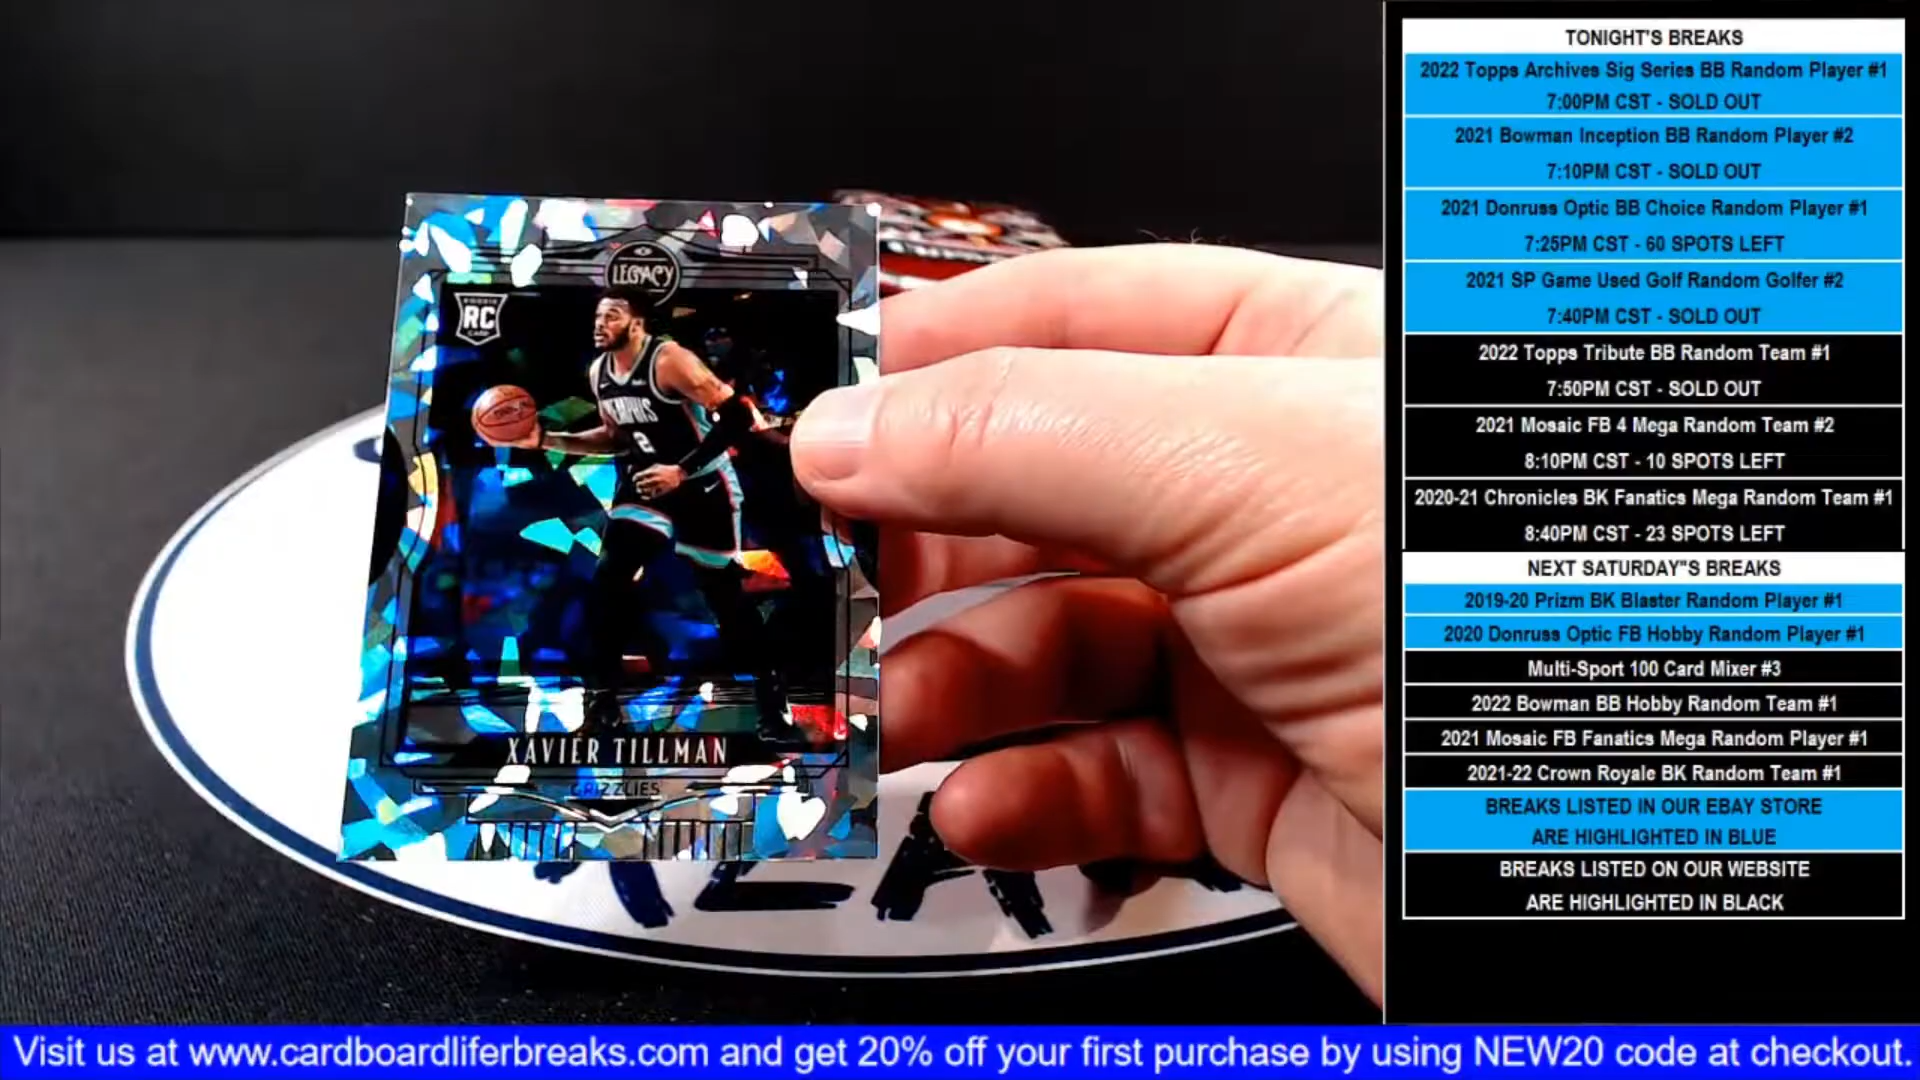 LEGACY
ROOKIE
RC
CARD
MEMPHIS
2
XAVIER TILLMAN
GRIZZLIES
TONIGHT'S BREAKS
2022 Topps Archives Sig Series BB Random Player #1
7:00PM CST - SOLD OUT
2021 Bowman Inception BB Random Player #2
7:10PM CST - SOLD OUT
2021 Donruss Optic BB Choice Random Player #1
7:25PM CST - 60 SPOTS LEFT
2021 SP Game Used Golf Random Golfer #2
7:40PM CST - SOLD OUT
2022 Topps Tribute BB Random Team #1
7:50PM CST - SOLD OUT
2021 Mosaic FB 4 Mega Random Team #2
8:10PM CST - 10 SPOTS LEFT
2020-21 Chronicles BK Fanatics Mega Random Team #1
8:40PM CST - 23 SPOTS LEFT
NEXT SATURDAY"S BREAKS
2019-20 Prizm BK Blaster Random Player #1
2020 Donruss Optic FB Hobby Random Player #1
Multi-Sport 100 Card Mixer #3
2022 Bowman BB Hobby Random Team #1
2021 Mosaic FB Fanatics Mega Random Player #1
2021-22 Crown Royale BK Random Team #1
BREAKS LISTED IN OUR EBAY STORE
ARE HIGHLIGHTED IN BLUE
BREAKS LISTED ON OUR WEBSITE
ARE HIGHLIGHTED IN BLACK
Visit us at www.cardboardliferbreaks.com and get 20% off your first purchase by using NEW20 code at checkout.